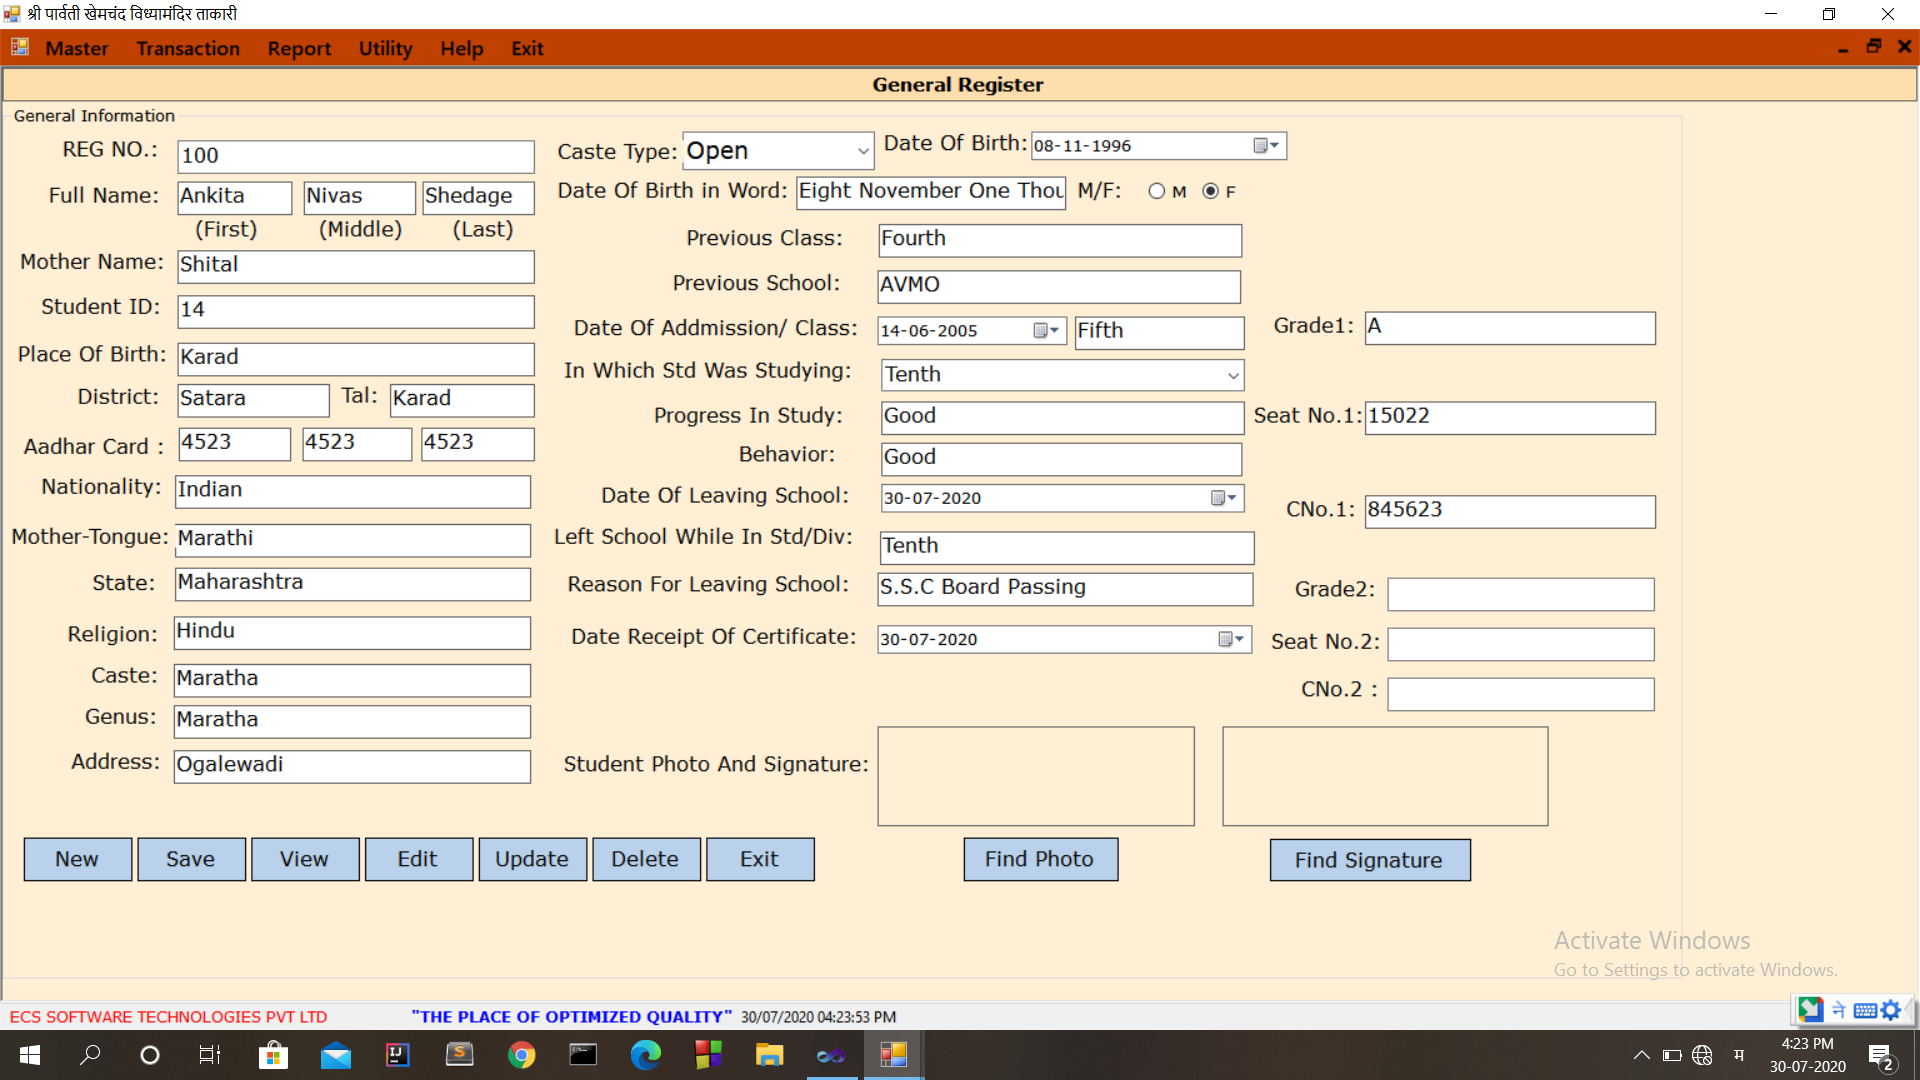 श्री पार्वती खेमचंद विध्यामंदिर ताकारी
Master Transaction Report Utility Help Exit
General Register
General Information
REG NO.: 100
Caste Type: Open Date Of Birth: 08-11-1996
Full Name: Ankita Nivas Shedage
(First) (Middle) (Last)
Date Of Birth in Word: Eight November One Thou M/F: M F
Mother Name: Shital
Student ID: 14
Place Of Birth: Karad
District: Satara Tal: Karad
Aadhar Card : 4523 4523 4523
Nationality: Indian
Mother-Tongue: Marathi
State: Maharashtra
Religion: Hindu
Caste: Maratha
Genus: Maratha
Address: Ogalewadi
Previous Class: Fourth
Previous School: AVMO
Date Of Addmission/ Class: 14-06-2005 Fifth
In Which Std Was Studying: Tenth
Progress In Study: Good
Behavior: Good
Date Of Leaving School: 30-07-2020
Left School While In Std/Div: Tenth
Reason For Leaving School: S.S.C Board Passing
Date Receipt Of Certificate: 30-07-2020
Grade1: A
Seat No.1: 15022
CNo.1: 845623
Grade2:
Seat No.2:
CNo.2 :
Student Photo And Signature:
New Save View Edit Update Delete Exit Find Photo Find Signature
Activate Windows
Go to Settings to activate Windows.
ECS SOFTWARE TECHNOLOGIES PVT LTD "THE PLACE OF OPTIMIZED QUALITY" 30/07/2020 04:23:53 PM
ने
IJ S म 4:23 PM
30-07-2020 2